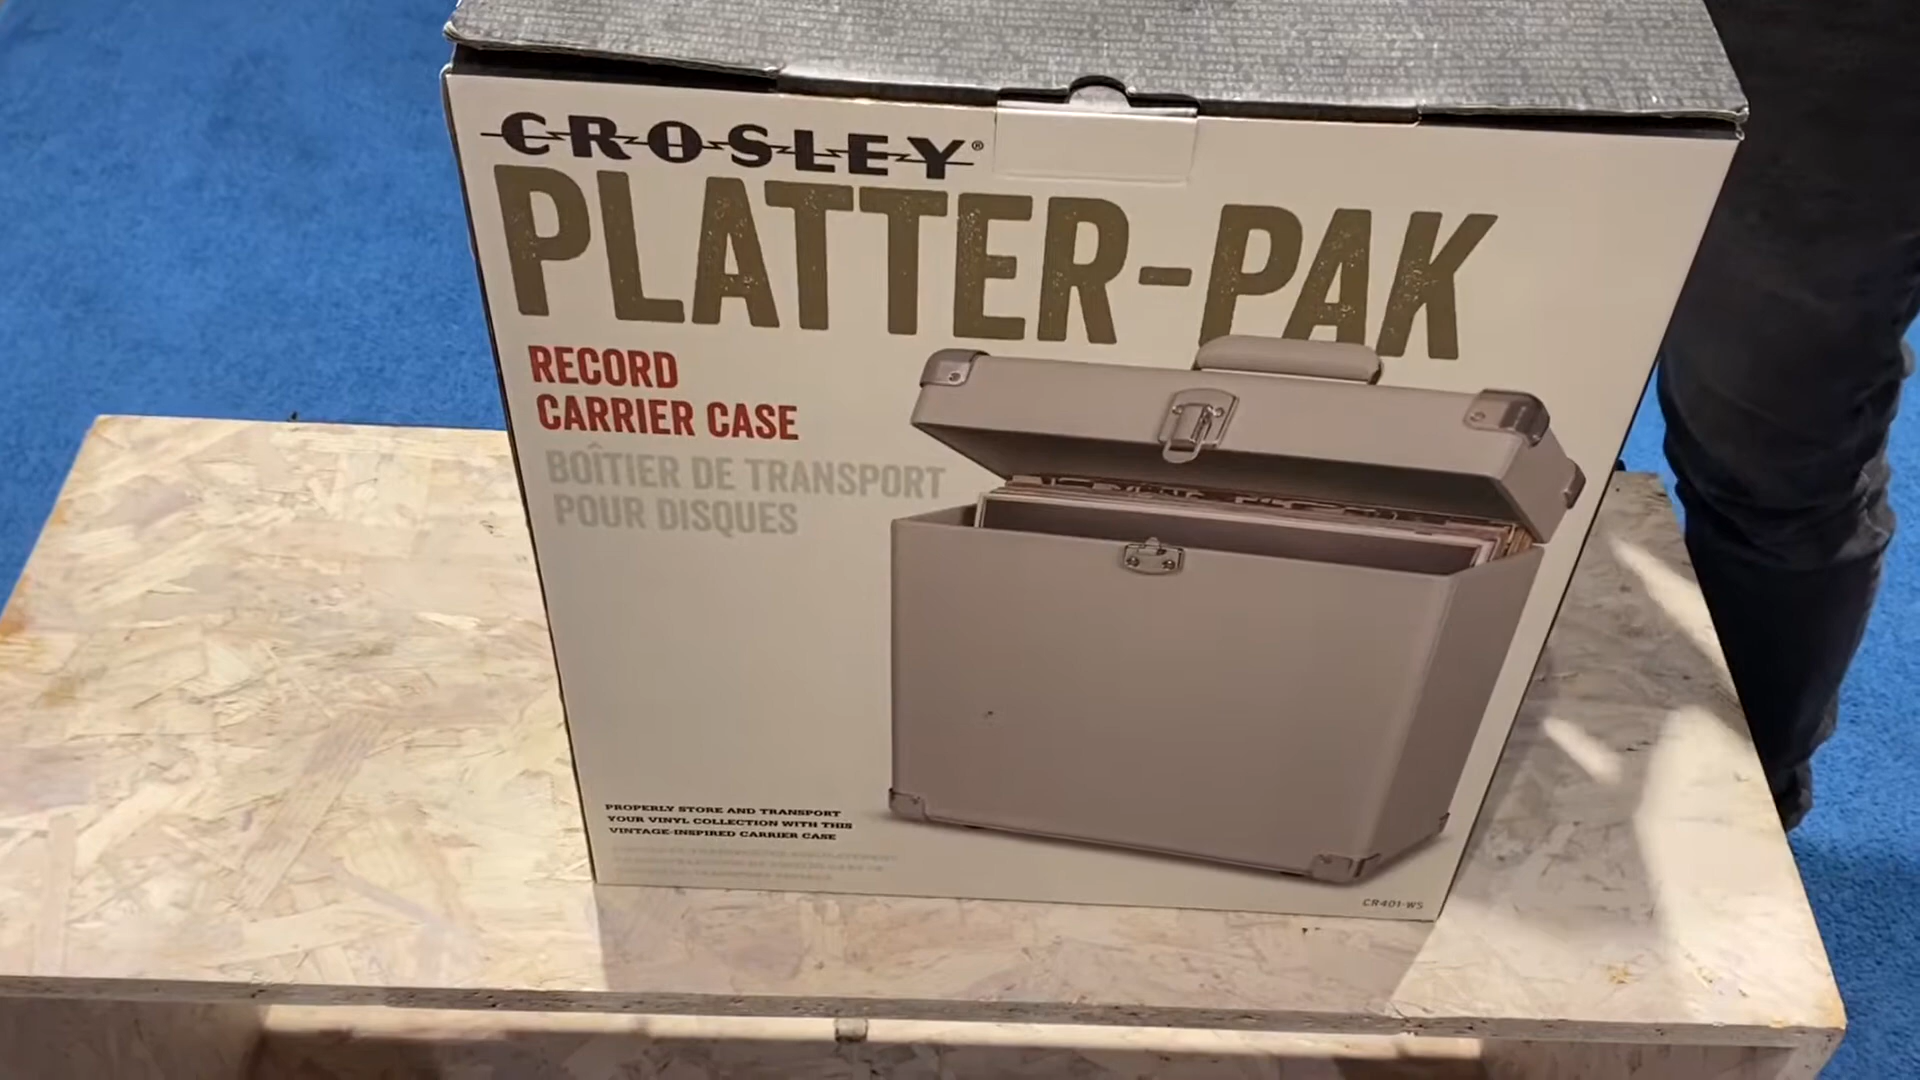 CROSLEY®
PLATTER-PAK
RECORD
CARRIER CASE
BOÎTIER DE TRANSPORT
POUR DISQUES
PROPERLY STORE AND TRANSPORT
YOUR VINYL COLLECTION WITH THIS
VINTAGE-INSPIRED CARRIER CASE
CR401-WS